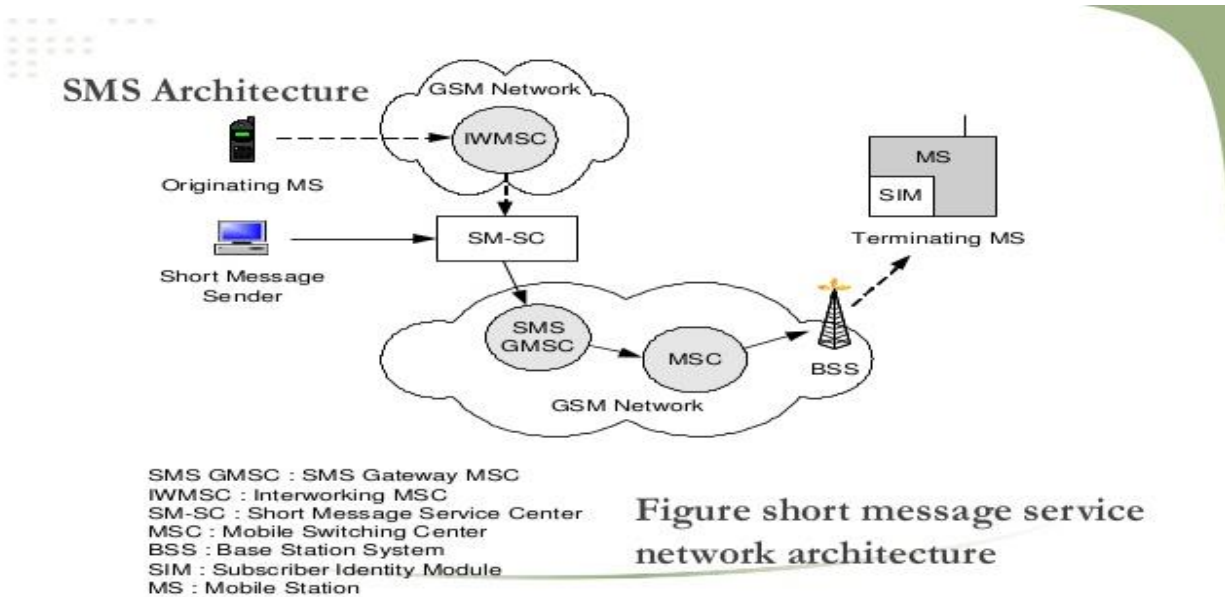 SMS Architecture
GSM Network
IWMSC
Originating MS
SM-SC
Short Message
Sender
SMS
GMSC
MSC
BSS
GSM Network
MS
SIM
Terminating MS
SMS GMSC : SMS Gateway MSC
IWMSC : Interworking MSC
SM-SC : Short Message Service Center
MSC : Mobile Switching Center
BSS : Base Station System
SIM : Subscriber Identity Module
MS : Mobile Station
Figure short message service
network architecture